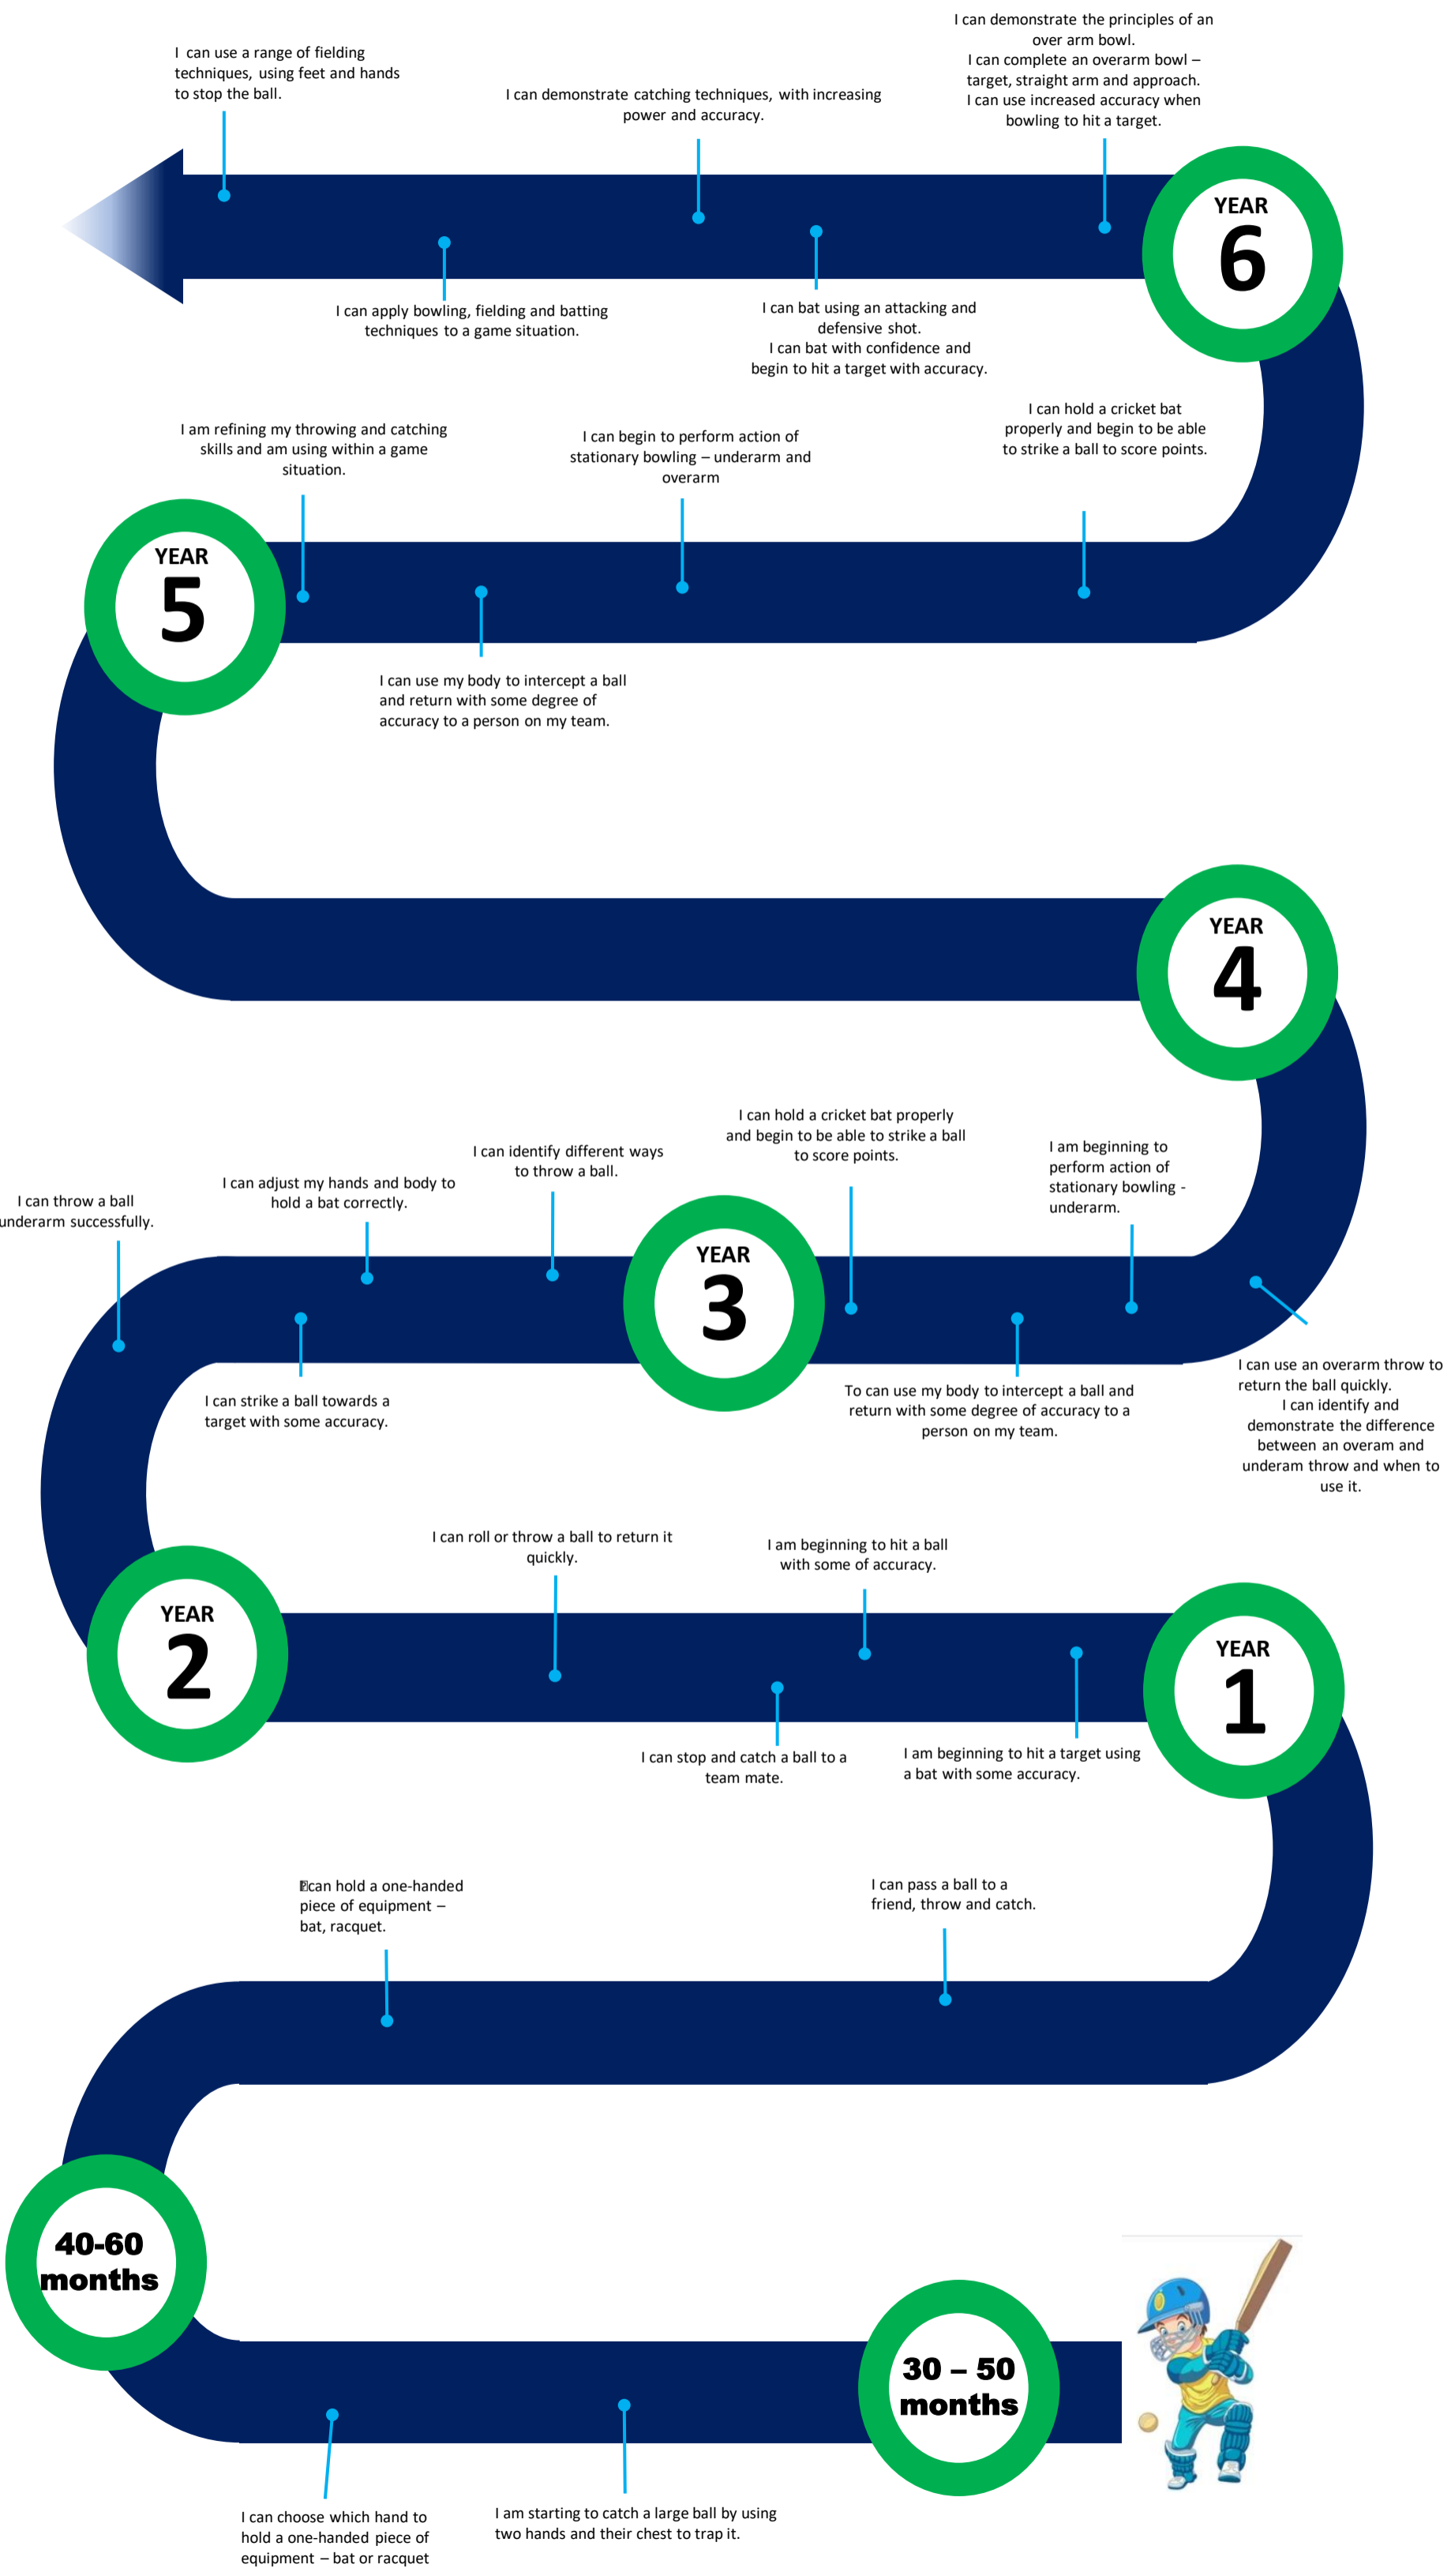 I can demonstrate the principles of an
over arm bowl.
I can complete an overarm bowl –
target, straight arm and approach.
I can use increased accuracy when
bowling to hit a target.
I can use a range of fielding
techniques, using feet and hands
to stop the ball.
I can demonstrate catching techniques, with increasing
power and accuracy.
YEAR
6
I can apply bowling, fielding and batting
techniques to a game situation.
I can bat using an attacking and
defensive shot.
I can bat with confidence and
begin to hit a target with accuracy.
I am refining my throwing and catching
skills and am using within a game
situation.
I can begin to perform action of
stationary bowling – underarm and
overarm
I can hold a cricket bat
properly and begin to be able
to strike a ball to score points.
YEAR
5
I can use my body to intercept a ball
and return with some degree of
accuracy to a person on my team.
YEAR
4
I can throw a ball
underarm successfully.
I can adjust my hands and body to
hold a bat correctly.
I can identify different ways
to throw a ball.
I can hold a cricket bat properly
and begin to be able to strike a ball
to score points.
I am beginning to
perform action of
stationary bowling -
underarm.
YEAR
3
I can strike a ball towards a
target with some accuracy.
To can use my body to intercept a ball and
return with some degree of accuracy to a
person on my team.
I can use an overarm throw to
return the ball quickly.
I can identify and
demonstrate the difference
between an overam and
underam throw and when to
use it.
I can roll or throw a ball to return it
quickly.
I am beginning to hit a ball
with some of accuracy.
YEAR
2
YEAR
1
I can stop and catch a ball to a
team mate.
I am beginning to hit a target using
a bat with some accuracy.
can hold a one-handed
piece of equipment –
bat, racquet.
I can pass a ball to a
friend, throw and catch.
40-60
months
30 – 50
months
I can choose which hand to
hold a one-handed piece of
equipment – bat or racquet
I am starting to catch a large ball by using
two hands and their chest to trap it.